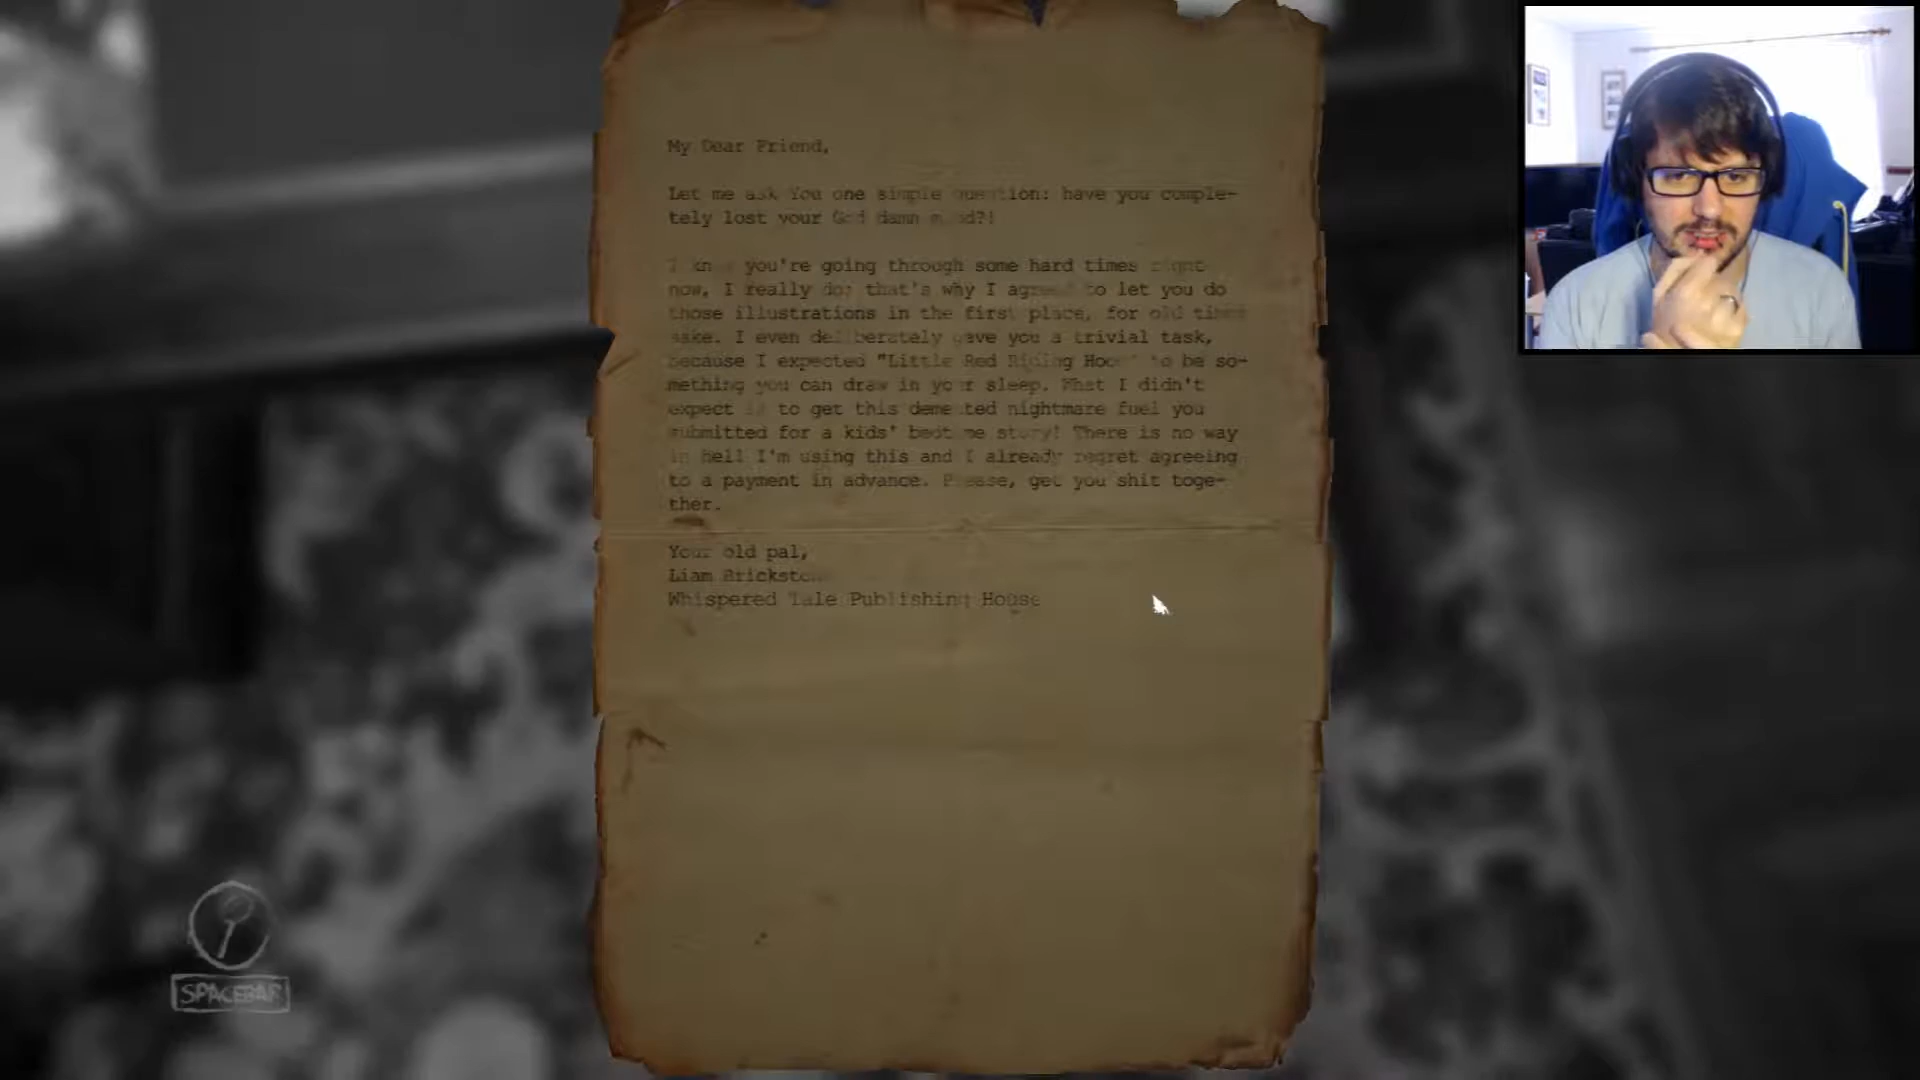 My Dear Friend,
Let me ask You one simple question: have you comple-
tely lost your God damn mind?!
I know you're going through some hard times right
now, I really do; that's why I agreed to let you do
those illustrations in the first place, for old times
sake. I even deliberately gave you a trivial task,
because I expected "Little Red Riding Hood" to be so-
mething you can draw in your sleep. What I didn't
expect is to get this demented nightmare fuel you
submitted for a kids' bedtime story! There is no way
in hell I'm using this and I already regret agreeing
to a payment in advance. Please, get you shit toge-
ther.
Your old pal,
Liam Brickstone
Whispered Tale Publishing House
SPACEBAR